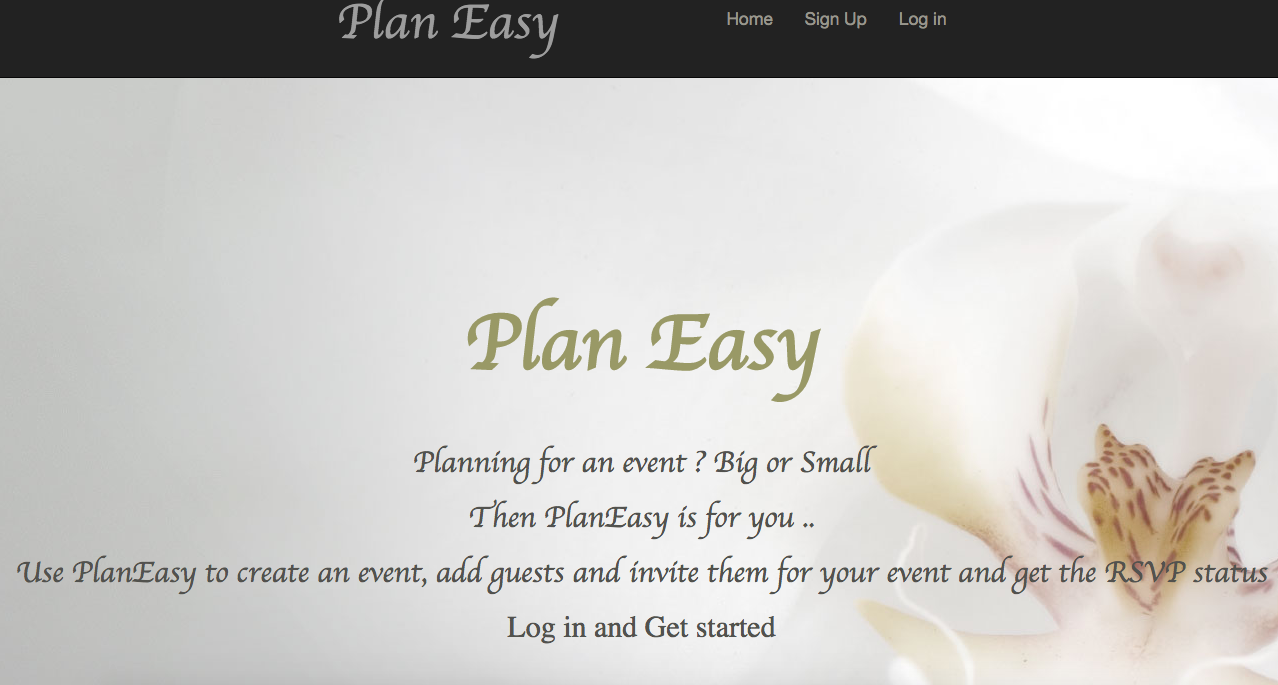 Plan Easy Home Sign Up Log in
Plan Easy
Planning for an event ? Big or Small
Then PlanEasy is for you ..
Use PlanEasy to create an event, add guests and invite them for your event and get the RSVP status
Log in and Get started